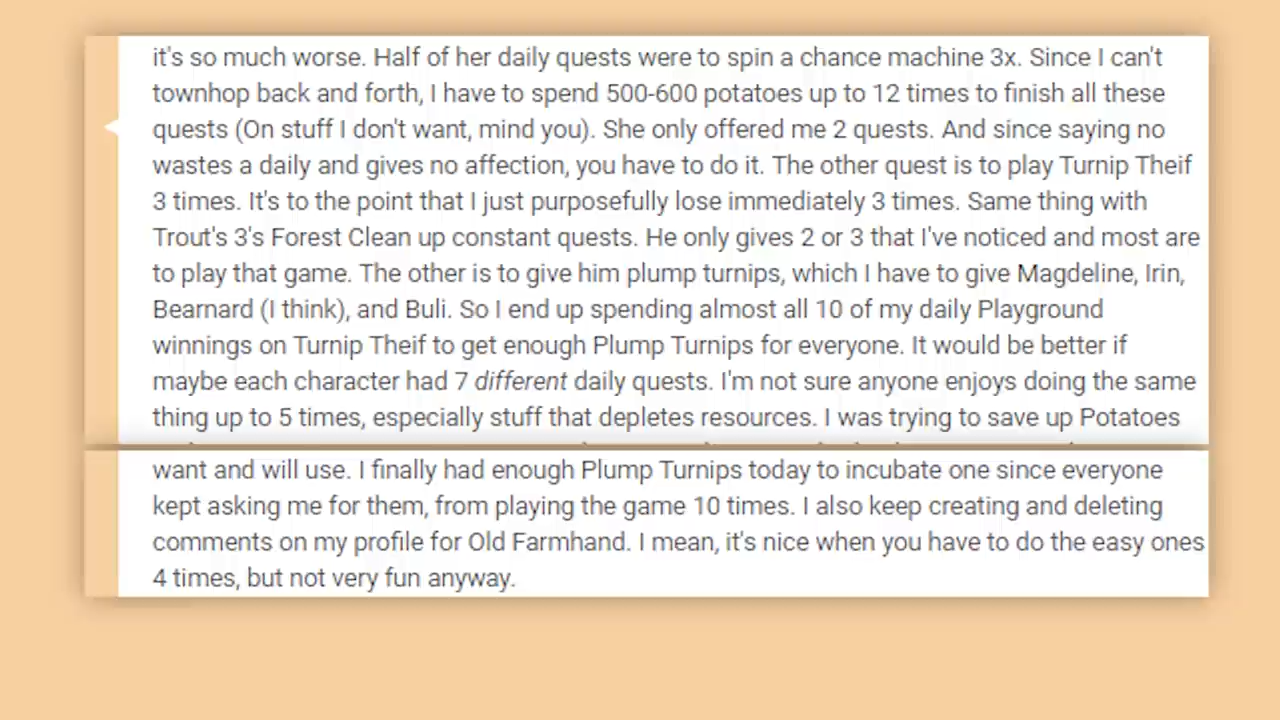 it's so much worse. Half of her daily quests were to spin a chance machine 3x. Since I can't
townhop back and forth, I have to spend 500-600 potatoes up to 12 times to finish all these
quests (On stuff I don't want, mind you). She only offered me 2 quests. And since saying no
wastes a daily and gives no affection, you have to do it. The other quest is to play Turnip Theif
3 times. It's to the point that I just purposefully lose immediately 3 times. Same thing with
Trout's 3's Forest Clean up constant quests. He only gives 2 or 3 that I've noticed and most are
to play that game. The other is to give him plump turnips, which I have to give Magdeline, Irin,
Bearnard (I think), and Buli. So I end up spending almost all 10 of my daily Playground
winnings on Turnip Theif to get enough Plump Turnips for everyone. It would be better if
maybe each character had 7 different daily quests. I'm not sure anyone enjoys doing the same
thing up to 5 times, especially stuff that depletes resources. I was trying to save up Potatoes
want and will use. I finally had enough Plump Turnips today to incubate one since everyone
kept asking me for them, from playing the game 10 times. I also keep creating and deleting
comments on my profile for Old Farmhand. I mean, it's nice when you have to do the easy ones
4 times, but not very fun anyway.